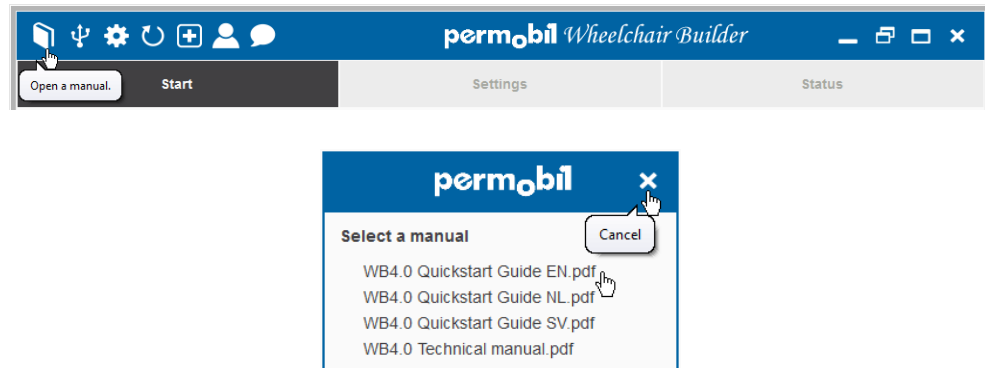 permobil Wheelchair Builder
Open a manual.
Start
Settings
Status
permobil
Select a manual
Cancel
WB4.0 Quickstart Guide EN.pdf
WB4.0 Quickstart Guide NL.pdf
WB4.0 Quickstart Guide SV.pdf
WB4.0 Technical manual.pdf